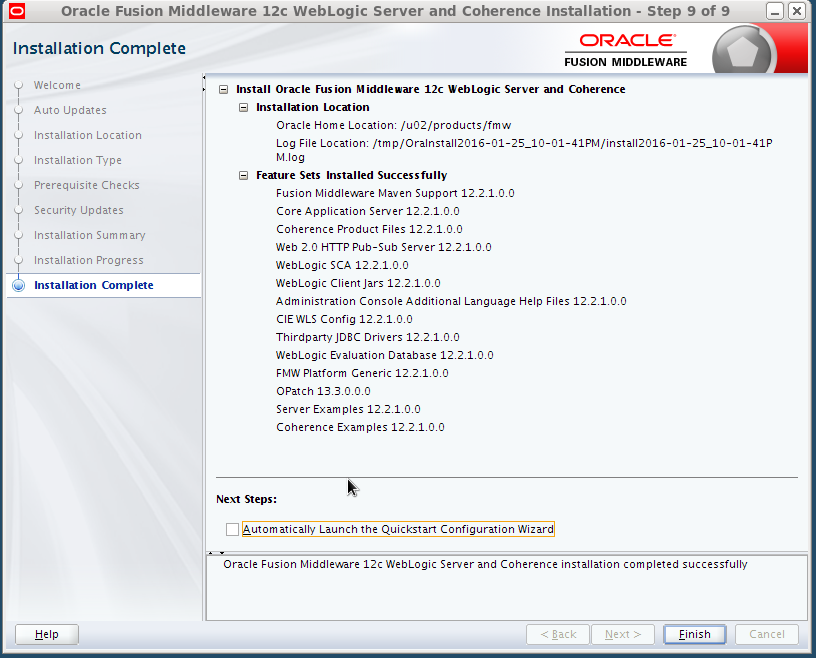 Oracle Fusion Middleware 12c WebLogic Server and Coherence Installation - Step 9 of 9
Installation Complete
ORACLE
FUSION MIDDLEWARE
Welcome
Auto Updates
Installation Location
Installation Type
Prerequisite Checks
Security Updates
Installation Summary
Installation Progress
Installation Complete
Install Oracle Fusion Middleware 12c WebLogic Server and Coherence
Installation Location
Oracle Home Location: /u02/products/fmw
Log File Location: /tmp/OraInstall2016-01-25_10-01-41PM/install2016-01-25_10-01-41P
M.log
Feature Sets Installed Successfully
Fusion Middleware Maven Support 12.2.1.0.0
Core Application Server 12.2.1.0.0
Coherence Product Files 12.2.1.0.0
Web 2.0 HTTP Pub-Sub Server 12.2.1.0.0
WebLogic SCA 12.2.1.0.0
WebLogic Client Jars 12.2.1.0.0
Administration Console Additional Language Help Files 12.2.1.0.0
CIE WLS Config 12.2.1.0.0
Thirdparty JDBC Drivers 12.2.1.0.0
WebLogic Evaluation Database 12.2.1.0.0
FMW Platform Generic 12.2.1.0.0
OPatch 13.3.0.0.0
Server Examples 12.2.1.0.0
Coherence Examples 12.2.1.0.0
Next Steps:
Automatically Launch the Quickstart Configuration Wizard
Oracle Fusion Middleware 12c WebLogic Server and Coherence installation completed successfully
Help
< Back
Next >
Finish
Cancel